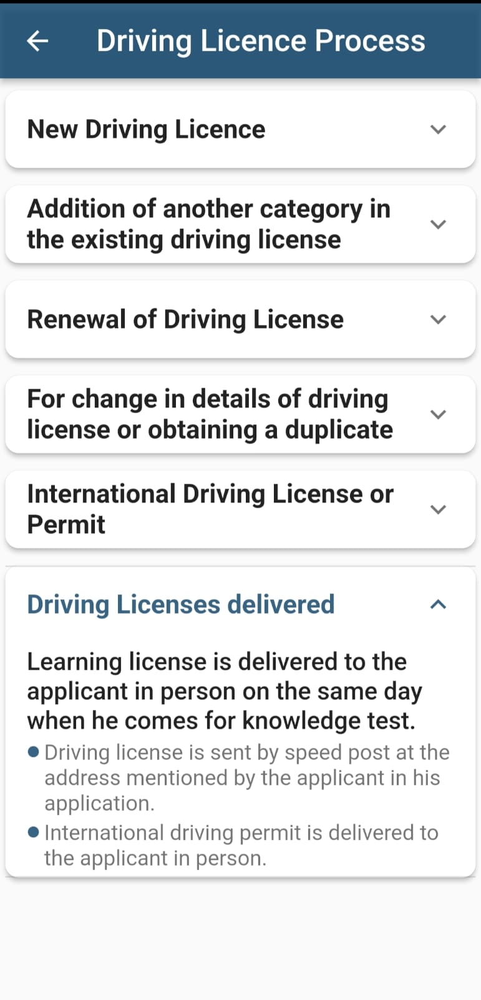 Driving Licence Process
New Driving Licence
Addition of another category in
the existing driving license
Renewal of Driving License
For change in details of driving
license or obtaining a duplicate
International Driving License or
Permit
Driving Licenses delivered
Learning license is delivered to the
applicant in person on the same day
when he comes for knowledge test.
Driving license is sent by speed post at the
address mentioned by the applicant in his
application.
International driving permit is delivered to
the applicant in person.